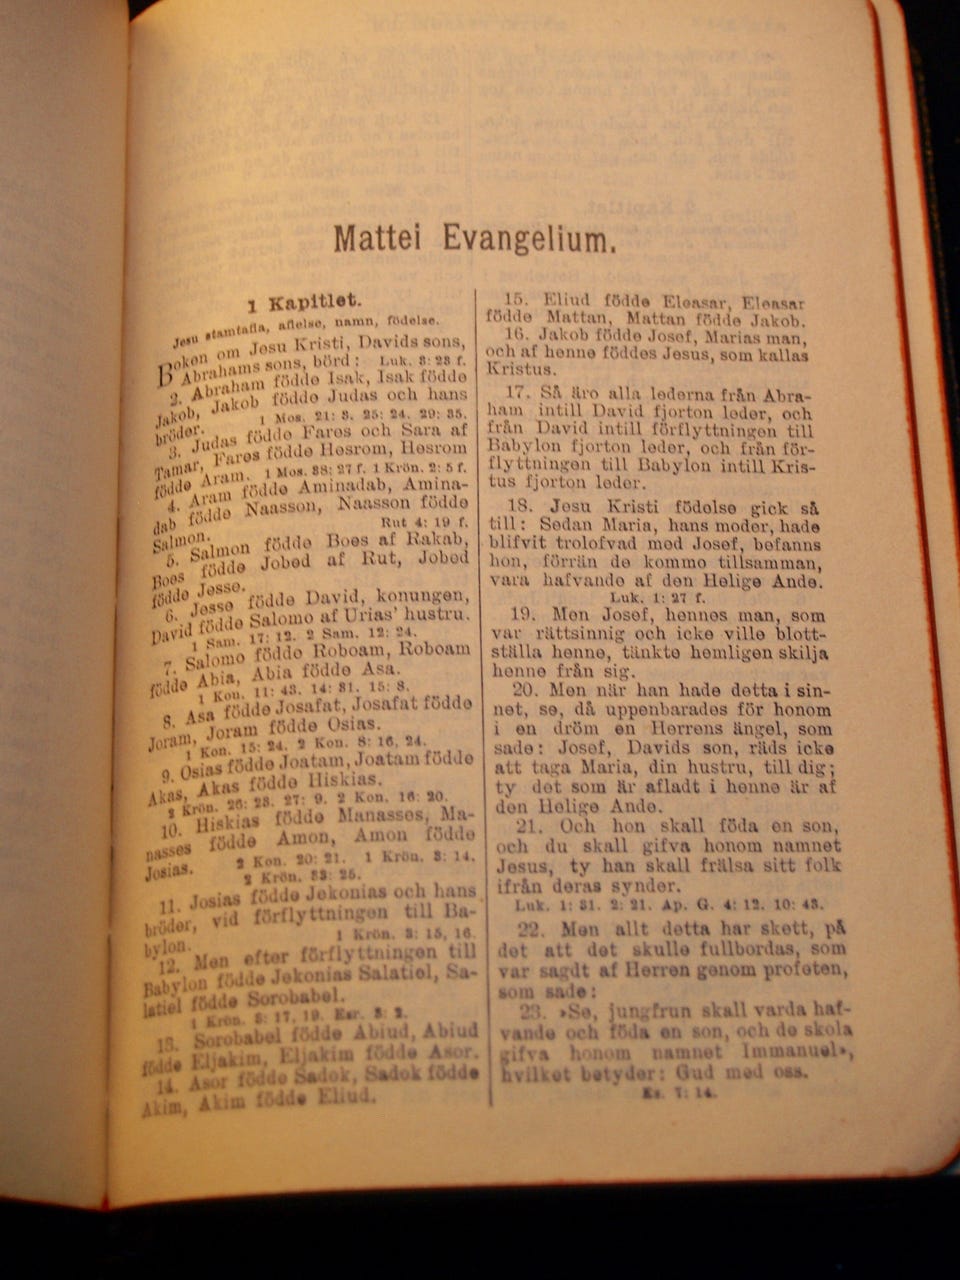 Mattei Evangelium.
1 Kapitlet.
Jesu stamtafla, aflelse, namn, födelse.
Boken om Jesu Kristi, Davids sons,
Abrahams sons, börd: Luk. 3: 23 f.
2. Abraham födde Isak, Isak födde
Jakob, Jakob födde Judas och hans
bröder. 1 Mos. 21: 3. 25: 24. 29: 35.
3. Judas födde Fares och Sara af
Tamar, Fares födde Hesrom, Hesrom
födde Aram. 1 Mos. 38: 27 f. 1 Krön. 2: 5 f.
4. Aram födde Aminadab, Amina-
dab födde Naasson, Naasson födde
Salmon. Rut 4: 19 f.
5. Salmon födde Boes af Rakab,
Boes födde Jobed af Rut, Jobed
födde Jesse.
6. Jesse födde David, konungen,
David födde Salomo af Urias' hustru.
1 Sam. 17: 12. 2 Sam. 12: 24.
7. Salomo födde Roboam, Roboam
födde Abia, Abia födde Asa.
1 Kon. 11: 43. 14: 31. 15: 8.
8. Asa födde Josafat, Josafat födde
Joram, Joram födde Osias.
1 Kon. 15: 24. 2 Kon. 8: 16, 24.
9. Osias födde Joatam, Joatam födde
Akas, Akas födde Hiskias.
2 Krön. 26: 23. 27: 9. 2 Kon. 16: 20.
10. Hiskias födde Manasses, Ma-
nasses födde Amon, Amon födde
Josias. 2 Kon. 20: 21. 1 Krön. 3: 14.
2 Krön. 33: 25.
11. Josias födde Jekonias och hans
bröder, vid förflyttningen till Ba-
bylon. 1 Krön. 3: 15, 16.
12. Men efter förflyttningen till
Babylon födde Jekonias Salatiel, Sa-
latiel födde Sorobabel.
1 Krön. 3: 17, 19. Esr. 3: 2.
13. Sorobabel födde Abiud, Abiud
födde Eljakim, Eljakim födde Asor.
14. Asor födde Sadok, Sadok födde
Akim, Akim födde Eliud.
15. Eliud födde Eleasar, Eleasar
födde Mattan, Mattan födde Jakob.
16. Jakob födde Josef, Marias man,
och af henne föddes Jesus, som kallas
Kristus.
17. Så äro alla lederna från Abra-
ham intill David fjorton leder, och
från David intill förflyttningen till
Babylon fjorton leder, och från för-
flyttningen till Babylon intill Kris-
tus fjorton leder.
18. Jesu Kristi födelse gick så
till: Sedan Maria, hans moder, hade
blifvit trolofvad med Josef, befanns
hon, förrän de kommo tillsamman,
vara hafvande af den Helige Ande.
Luk. 1: 27 f.
19. Men Josef, hennes man, som
var rättsinnig och icke ville blott-
ställa henne, tänkte hemligen skilja
henne från sig.
20. Men när han hade detta i sin-
net, se, då uppenbarades för honom
i en dröm en Herrens ängel, som
sade: Josef, Davids son, räds icke
att taga Maria, din hustru, till dig;
ty det som är afladt i henne är af
den Helige Ande.
21. Och hon skall föda en son,
och du skall gifva honom namnet
Jesus, ty han skall frälsa sitt folk
ifrån deras synder.
Luk. 1: 31. 2: 21. Ap. G. 4: 12. 10: 43.
22. Men allt detta har skett, på
det att det skulle fullbordas, som
var sagdt af Herren genom profeten,
som sade:
23. »Se, jungfrun skall varda haf-
vande och föda en son, och de skola
gifva honom namnet Immanuel»,
hvilket betyder: Gud med oss.
Es. 7: 14.